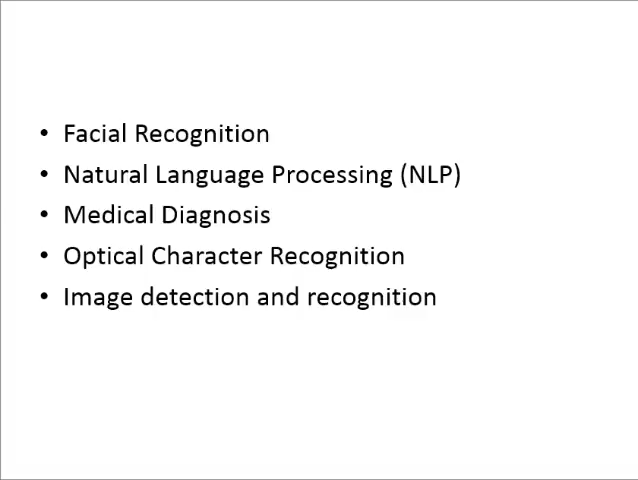 • Facial Recognition
• Natural Language Processing (NLP)
• Medical Diagnosis
• Optical Character Recognition
• Image detection and recognition